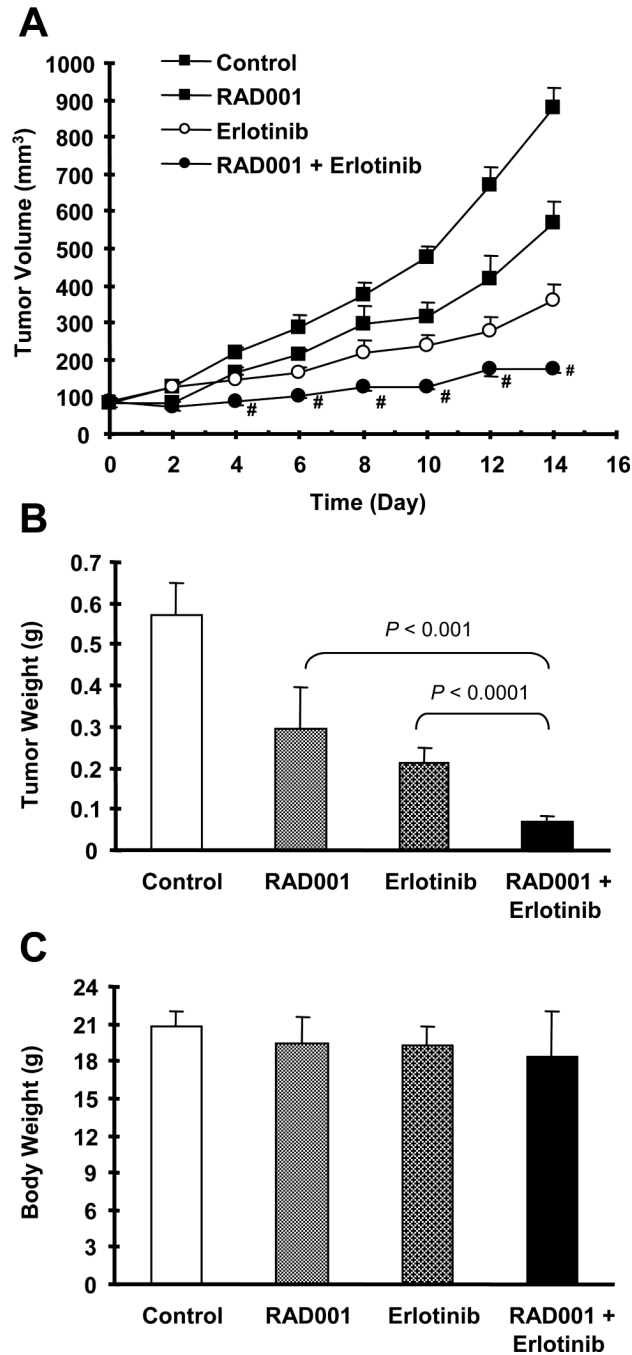 A
1000
900
800
700
600
500
400
300
200
100
0
Tumor Volume (mm³)
Control
RAD001
Erlotinib
RAD001 + Erlotinib
# # # # # #
0 2 4 6 8 10 12 14 16
Time (Day)
B
0.7
0.6
0.5
0.4
0.3
0.2
0.1
0
Tumor Weight (g)
P < 0.001
P < 0.0001
Control RAD001 Erlotinib RAD001 +
Erlotinib
C
24
21
18
15
12
9
6
3
0
Body Weight (g)
Control RAD001 Erlotinib RAD001 +
Erlotinib